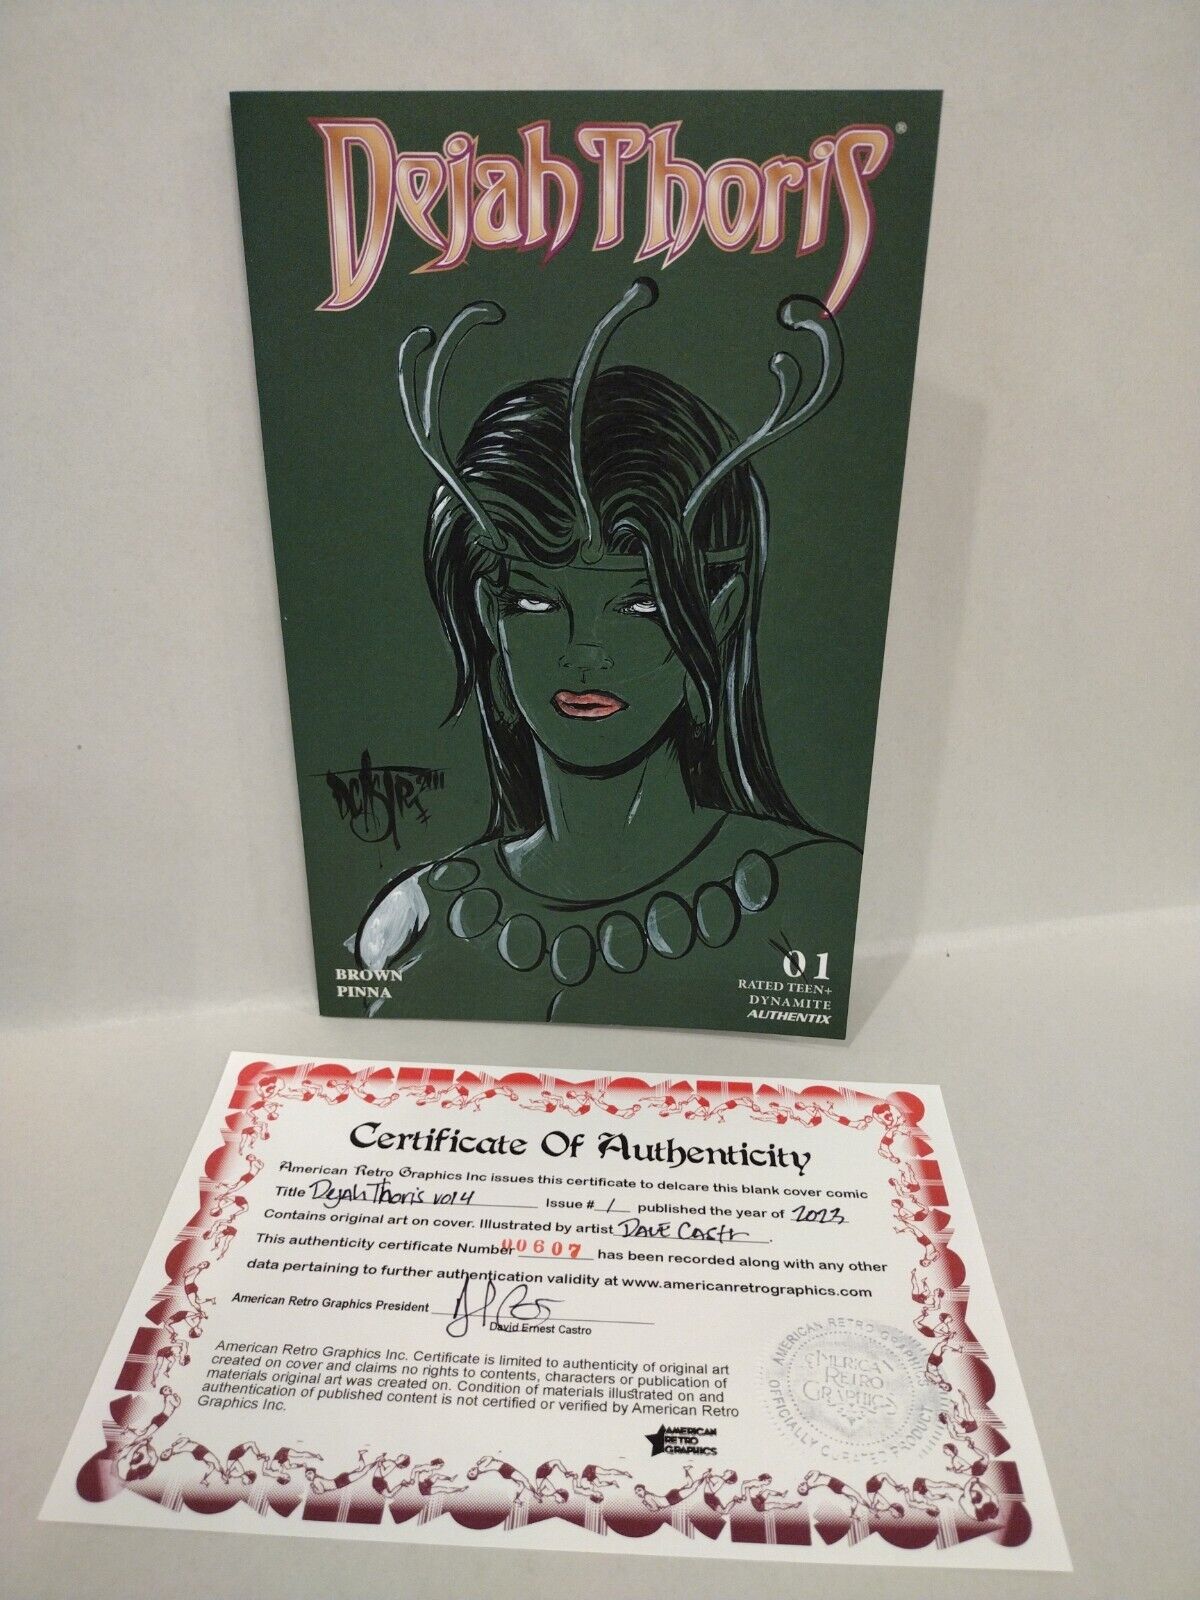 Dejah Thoris®
BROWN
PINNA
01
RATED TEEN+
DYNAMITE
AUTHENTIX
Certificate Of Authenticity
American Retro Graphics Inc issues this certificate to delcare this blank cover comic
Title Dejah Thoris vol 4 Issue # 1 published the year of 2023
Contains original art on cover. Illustrated by artist Dave Castr.
This authenticity certificate Number 00607 has been recorded along with any other
data pertaining to further authentication validity at www.americanretrographics.com
American Retro Graphics President
David Ernest Castro
American Retro Graphics Inc. Certificate is limited to authenticity of original art
created on cover and claims no rights to contents, characters or publication of
materials original art was created on. Condition of materials illustrated on and
authentication of published content is not certified or verified by American Retro
Graphics Inc.
AMERICAN
RETRO
GRAPHICS
AMERICAN RETRO GRAPHICS
AMERICAN
RETRO
GRAPHICS
OFFICIALLY CURATED PRODUCT